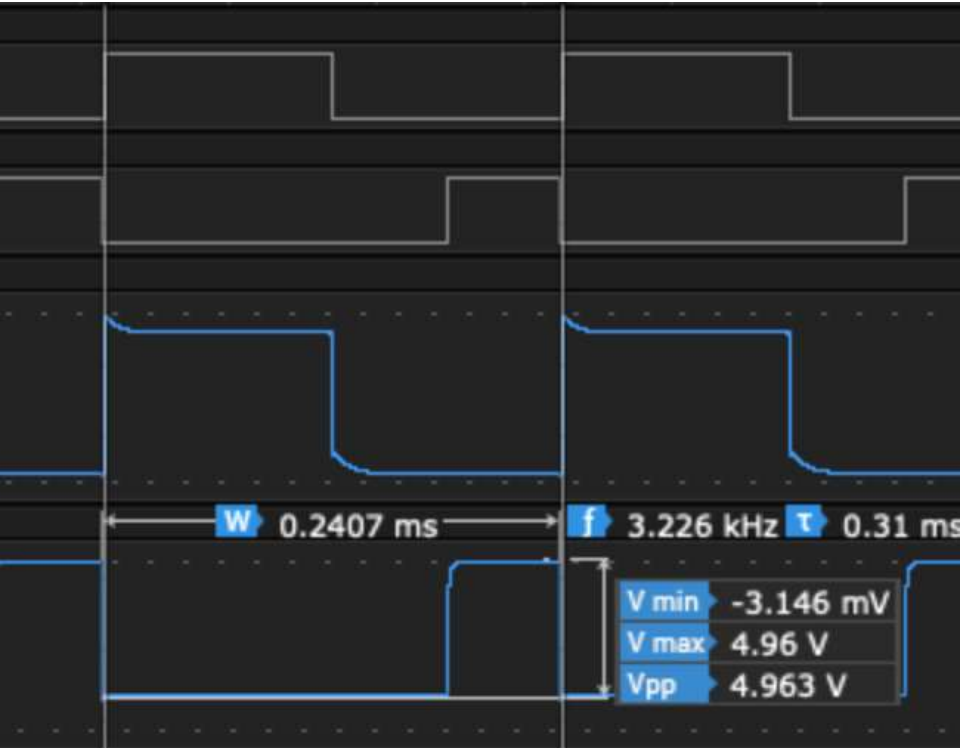 W 0.2407 ms f 3.226 kHz τ 0.31 ms
V min -3.146 mV
V max 4.96 V
Vpp 4.963 V